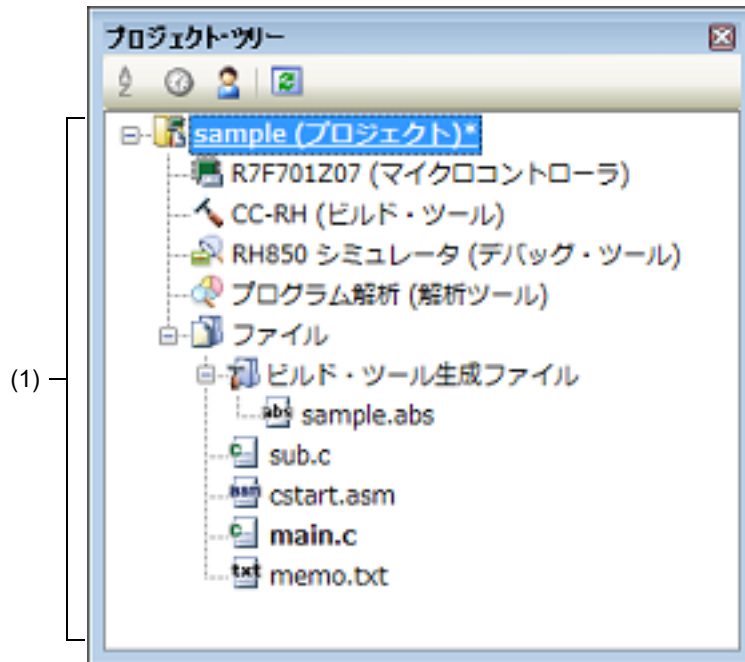 プロジェクト・ツリー
sample (プロジェクト)*
R7F701Z07 (マイクロコントローラ)
CC-RH (ビルド・ツール)
RH850 シミュレータ (デバッグ・ツール)
プログラム解析 (解析ツール)
ファイル
ビルド・ツール生成ファイル
abs sample.abs
(1)
c sub.c
asm cstart.asm
c main.c
txt memo.txt